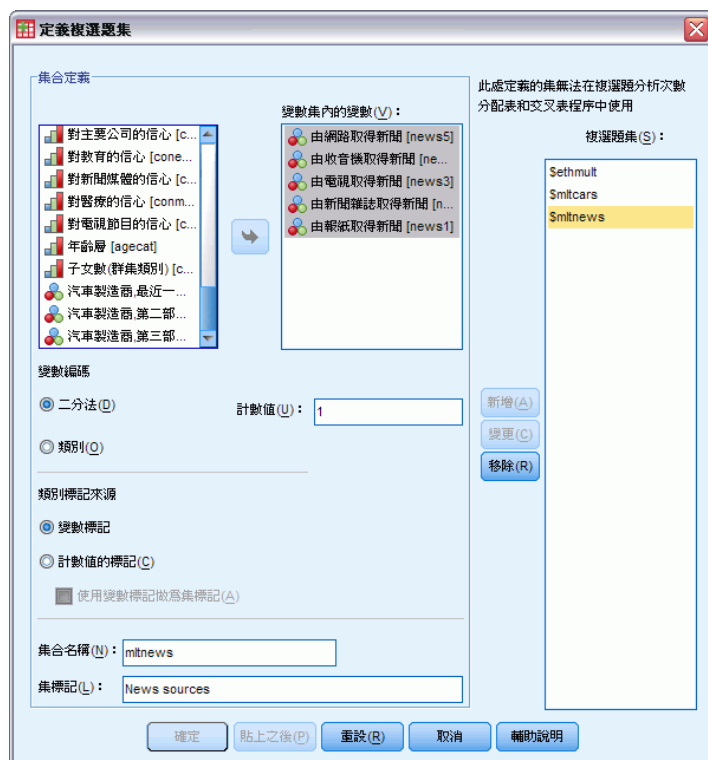 定義複選題集
集合定義
對主要公司的信心 [c...
對教育的信心 [cone...
對新聞媒體的信心 [c...
對醫療的信心 [conm...
對電視節目的信心 [c...
年齡層 [agecat]
子女數(群集類別) [c...
汽車製造商,最近一...
汽車製造商,第二部...
汽車製造商,第三部...
變數集內的變數(V)：
由網路取得新聞 [news5]
由收音機取得新聞 [ne...
由電視取得新聞 [news3]
由新聞雜誌取得新聞 [n...
由報紙取得新聞 [news1]
變數編碼
二分法(D)
計數值(U)： 1
類別(O)
類別標記來源
變數標記
計數值的標記(C)
使用變數標記做為集標記(A)
集合名稱(N)： mltnews
集標記(L)： News sources
此處定義的集無法在複選題分析次數
分配表和交叉表程序中使用
複選題集(S)：
$ethmult
$mltcars
$mltnews
新增(A)
變更(C)
移除(R)
確定
貼上之後(P)
重設(R)
取消
輔助說明